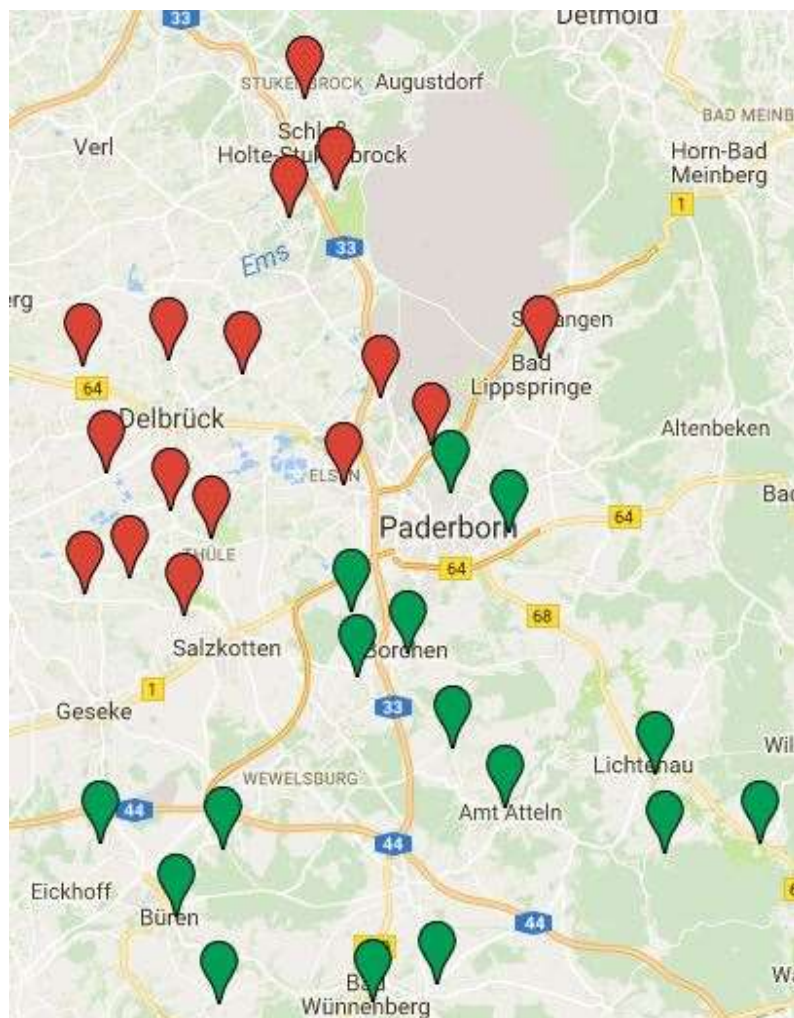 33
Detmold
STUKENBROCK
Augustdorf
BAD MEINB
Verl
Schloß
Holte-Stukenbrock
Horn-Bad
Meinberg
1
33
Ems
erg
Schlangen
64
Bad
Lippspringe
Delbrück
Altenbeken
ELSEN
Bad
Paderborn
64
THÜLE
64
68
Salzkotten
Borchen
1
33
Geseke
Wil
Lichtenau
WEWELSBURG
44
Amt Atteln
44
Eickhoff
6
Büren
44
Wa
Bad
Wünnenberg